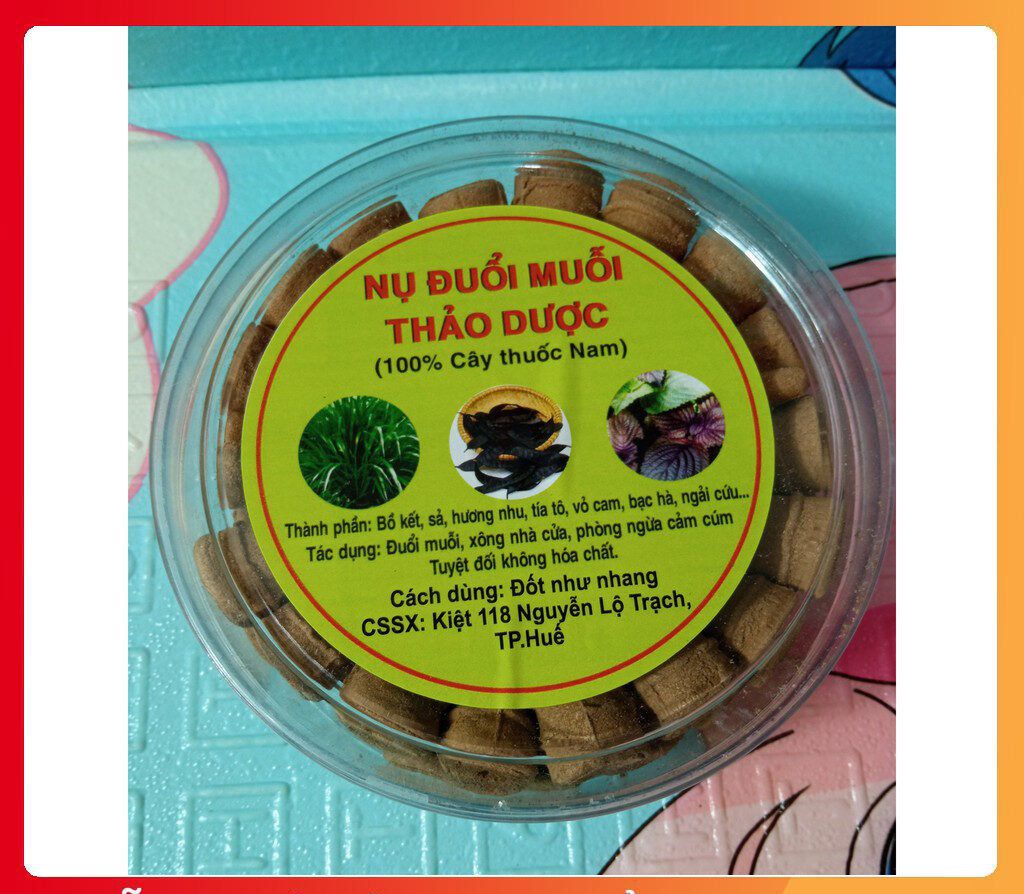 NỤ ĐUỔI MUỖI
THẢO DƯỢC
(100% Cây thuốc Nam)
Thành phần: Bồ kết, sả, hương nhu, tía tô, vỏ cam, bạc hà, ngải cứu...
Tác dụng: Đuổi muỗi, xông nhà cửa, phòng ngừa cảm cúm
Tuyệt đối không hóa chất.
Cách dùng: Đốt như nhang
CSSX: Kiệt 118 Nguyễn Lộ Trạch,
TP.Huế